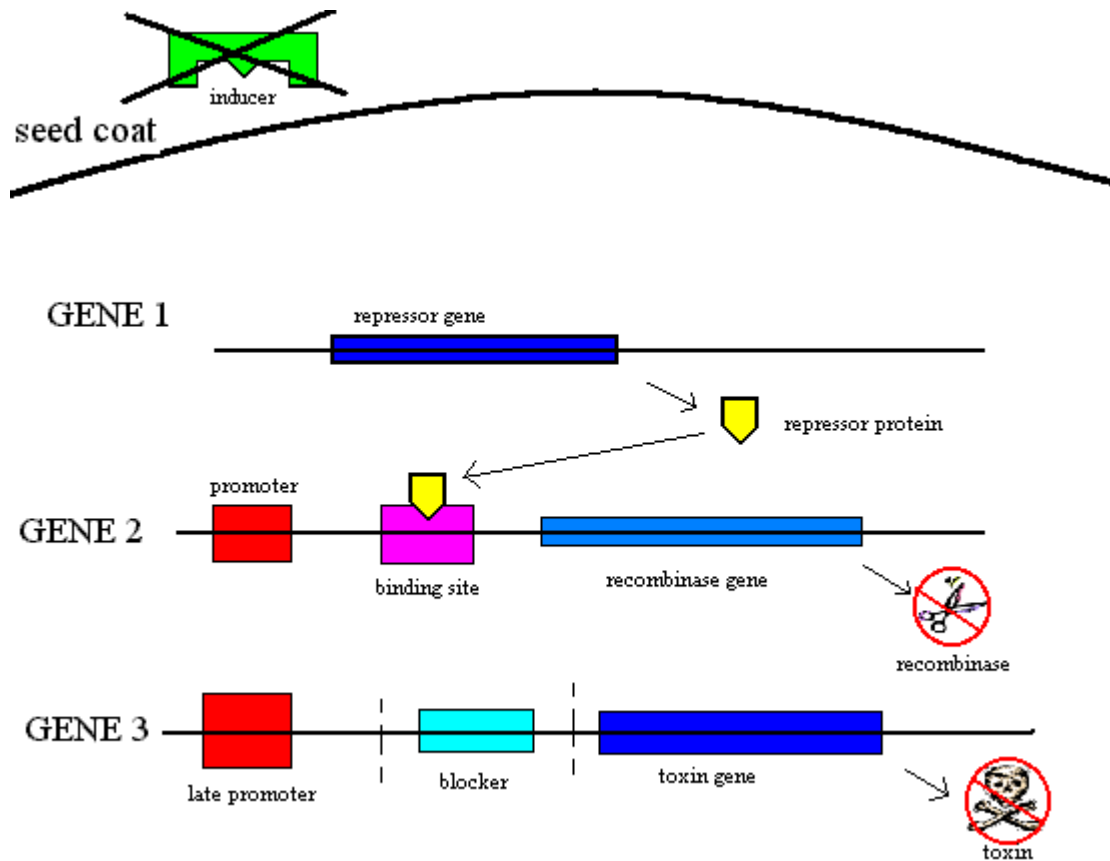 inducer
seed coat
GENE 1
repressor gene
repressor protein
promoter
GENE 2
binding site
recombinase gene
recombinase
GENE 3
late promoter
blocker
toxin gene
toxin